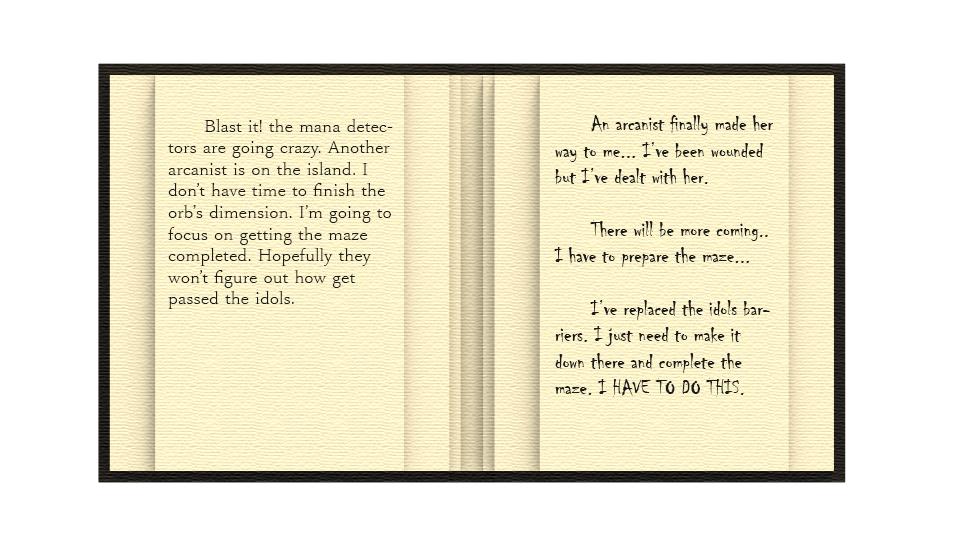 Blast it! the mana detec-
tors are going crazy. Another
arcanist is on the island. I
don't have time to finish the
orb's dimension. I'm going to
focus on getting the maze
completed. Hopefully they
won't figure out how get
passed the idols.
An arcanist finally made her
way to me... I've been wounded
but I've dealt with her.
There will be more coming..
I have to prepare the maze...
I've replaced the idols bar-
riers. I just need to make it
down there and complete the
maze. I HAVE TO DO THIS.